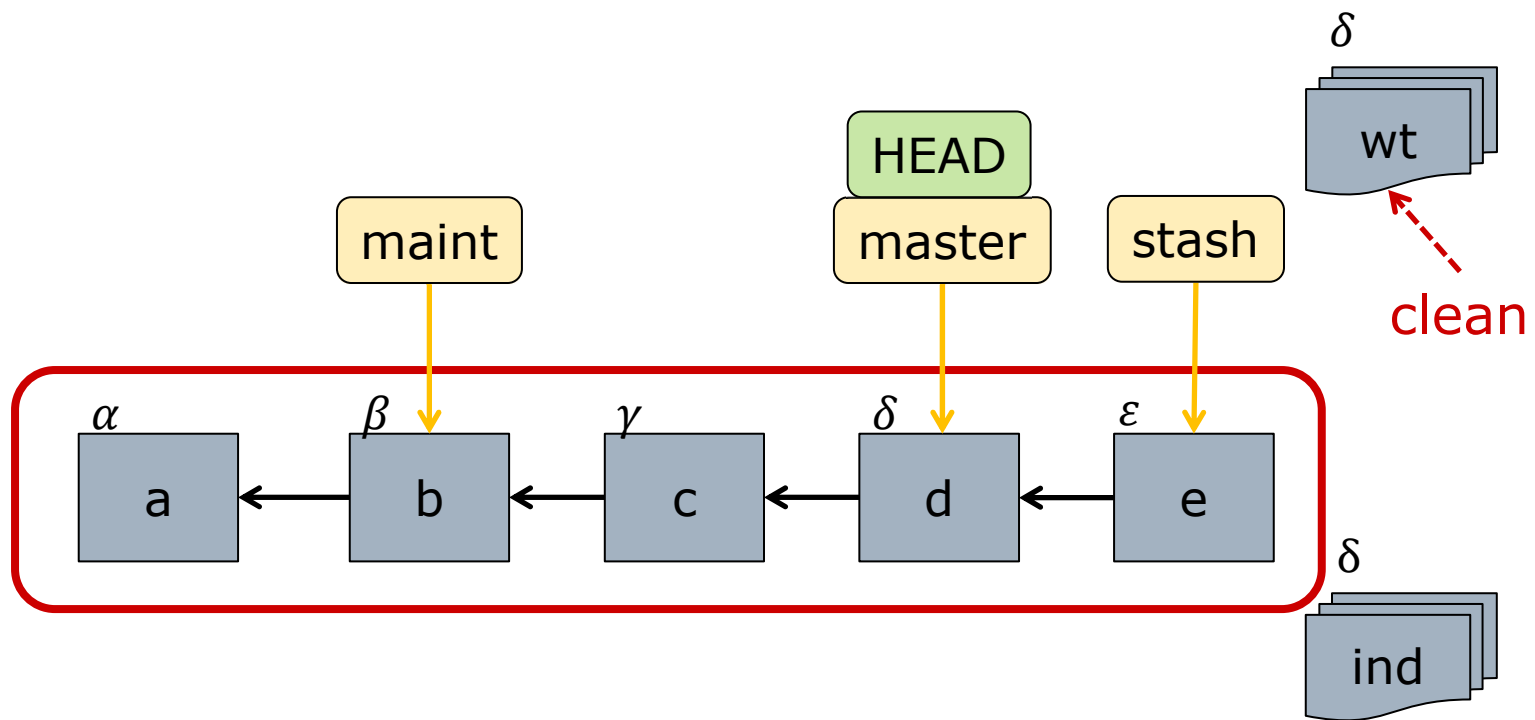 δ
wt
HEAD
maint
master
stash
clean
α
β
γ
δ
ε
a
b
c
d
e
δ
ind